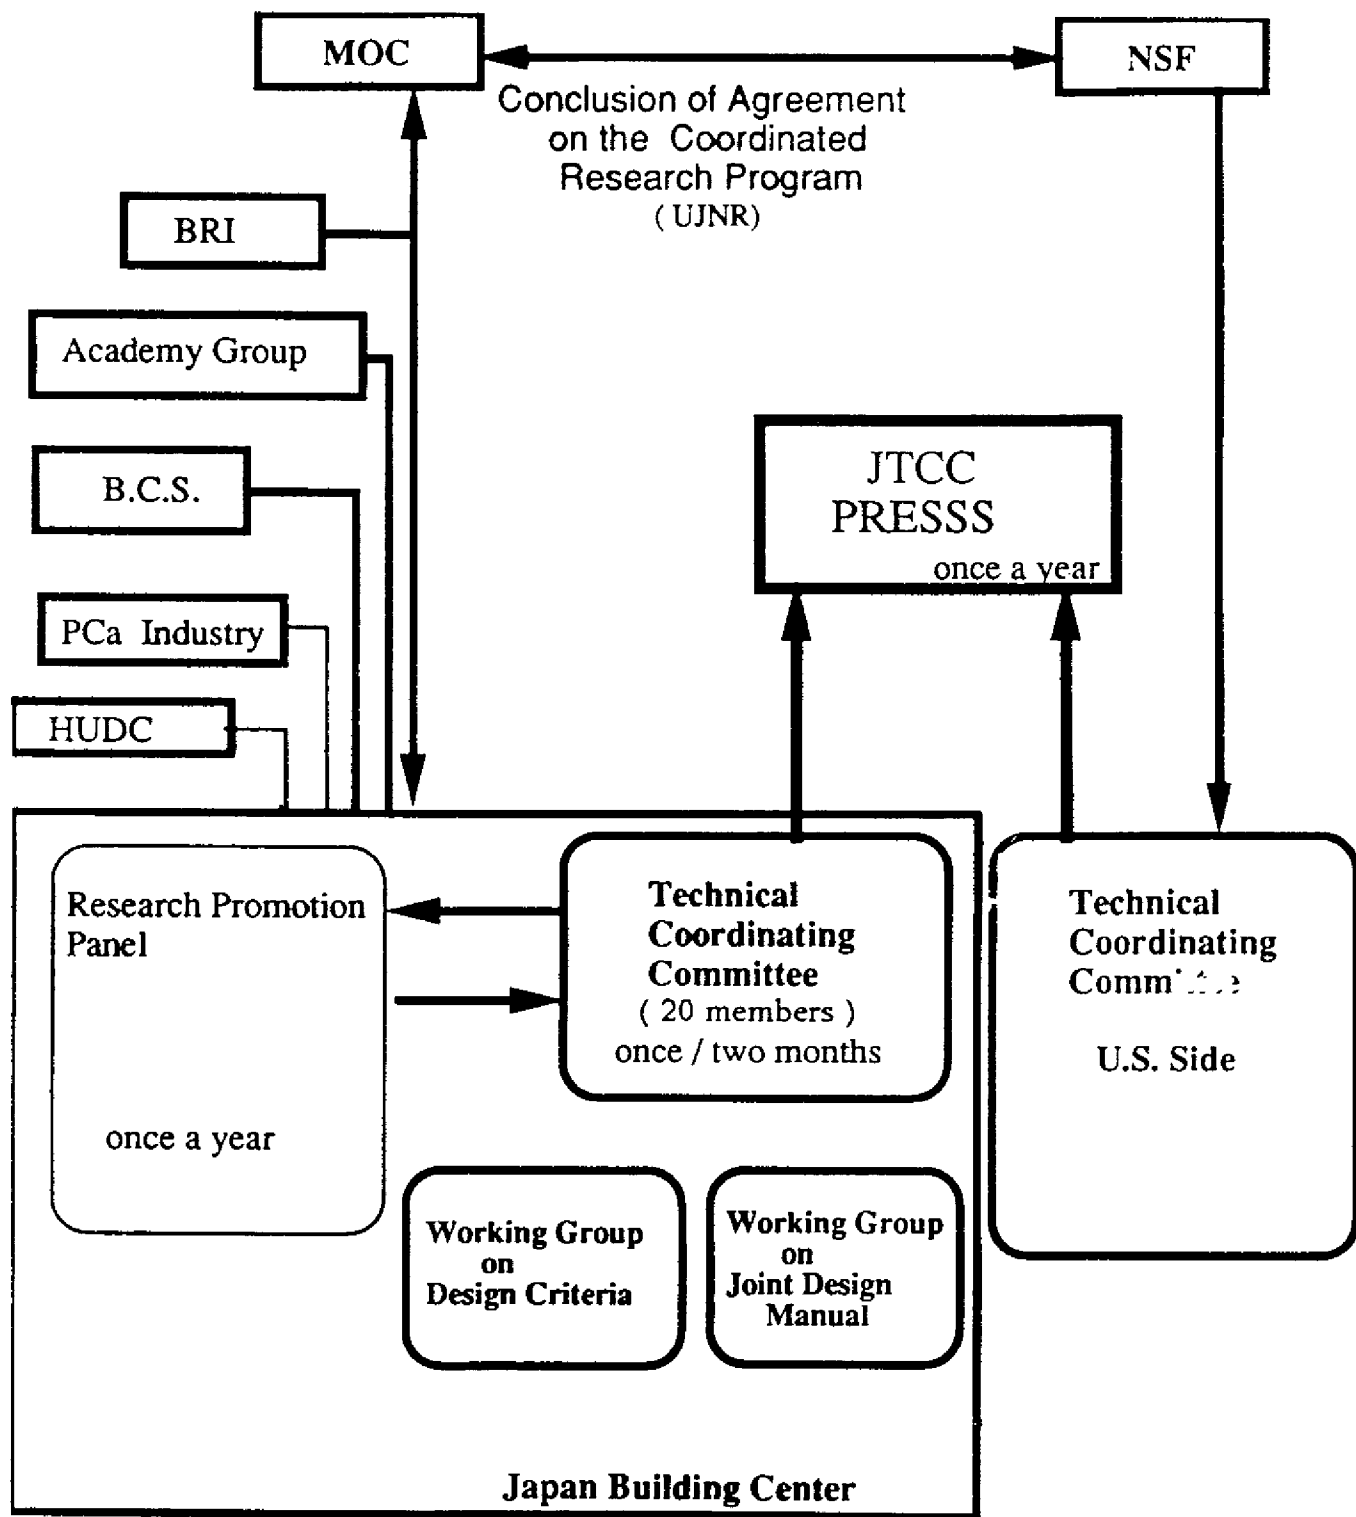 MOC
NSF
Conclusion of Agreement
on the Coordinated
Research Program
( UJNR)
BRI
Academy Group
B.C.S.
PCa Industry
HUDC
JTCC
PRESSS
once a year
Research Promotion
Panel
once a year
Technical
Coordinating
Committee
( 20 members )
once / two months
Technical
Coordinating
U.S. Side
Working Group
on
Design Criteria
Working Group
on
Joint Design
Manual
Japan Building Center